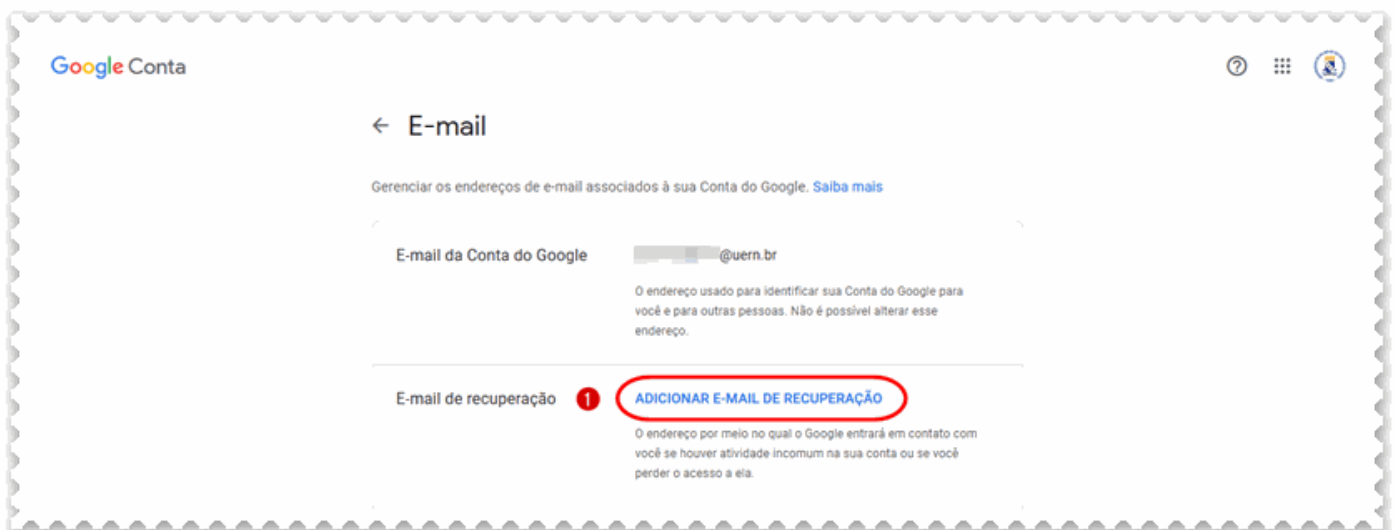 Google Conta
← E-mail
Gerenciar os endereços de e-mail associados à sua Conta do Google. Saiba mais
E-mail da Conta do Google @uern.br
O endereço usado para identificar sua Conta do Google para
você e para outras pessoas. Não é possível alterar esse
endereço.
E-mail de recuperação 1 ADICIONAR E-MAIL DE RECUPERAÇÃO
O endereço por meio no qual o Google entrará em contato com
você se houver atividade incomum na sua conta ou se você
perder o acesso a ela.